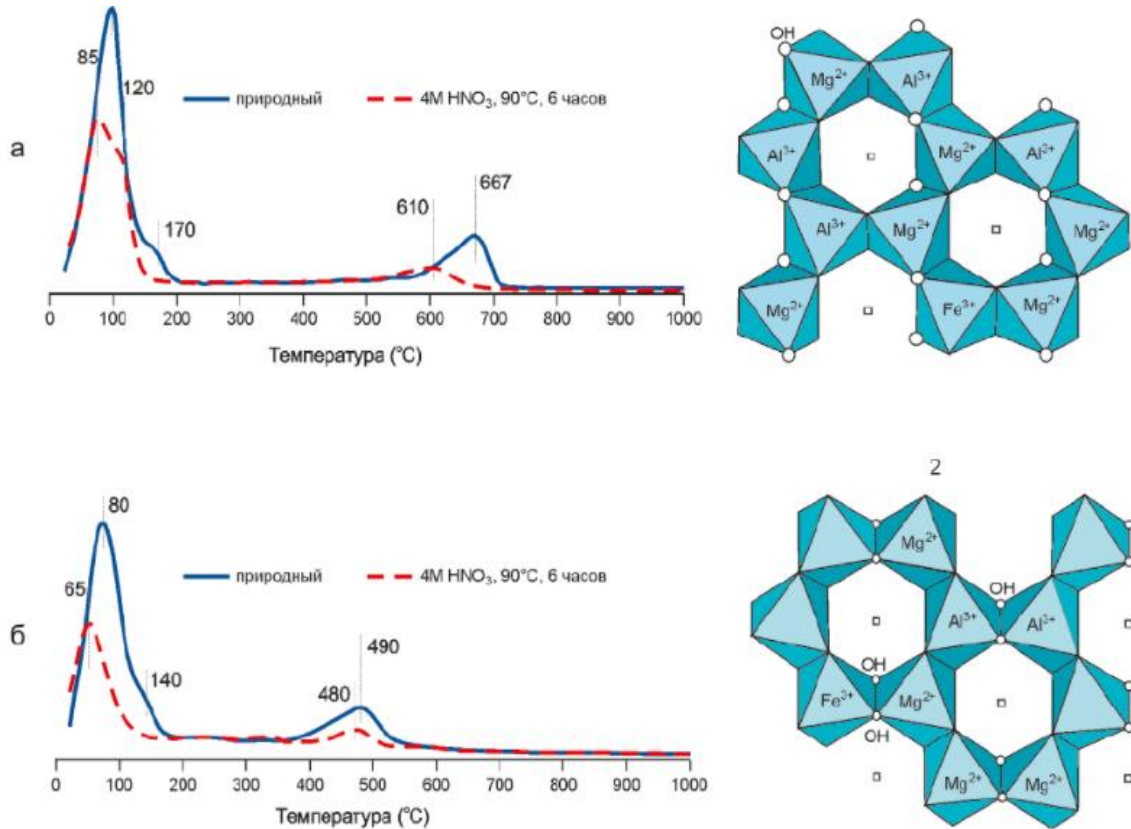 85
120
природный
4М HNO₃, 90°C, 6 часов
а
170
610
667
0 100 200 300 400 500 600 700 800 900 1000
Температура (°C)
OH
Mg²⁺ Al³⁺
Al³⁺ Mg²⁺ Al³⁺
Al³⁺ Mg²⁺ Mg²⁺
Mg²⁺ Fe³⁺ Mg²⁺
80
65
природный
4М HNO₃, 90°C, 6 часов
б
140
480
490
0 100 200 300 400 500 600 700 800 900 1000
Температура (°C)
2
Mg²⁺
OH
Al³⁺ Al³⁺
OH
Fe³⁺ Mg²⁺
OH
Mg²⁺ Mg²⁺